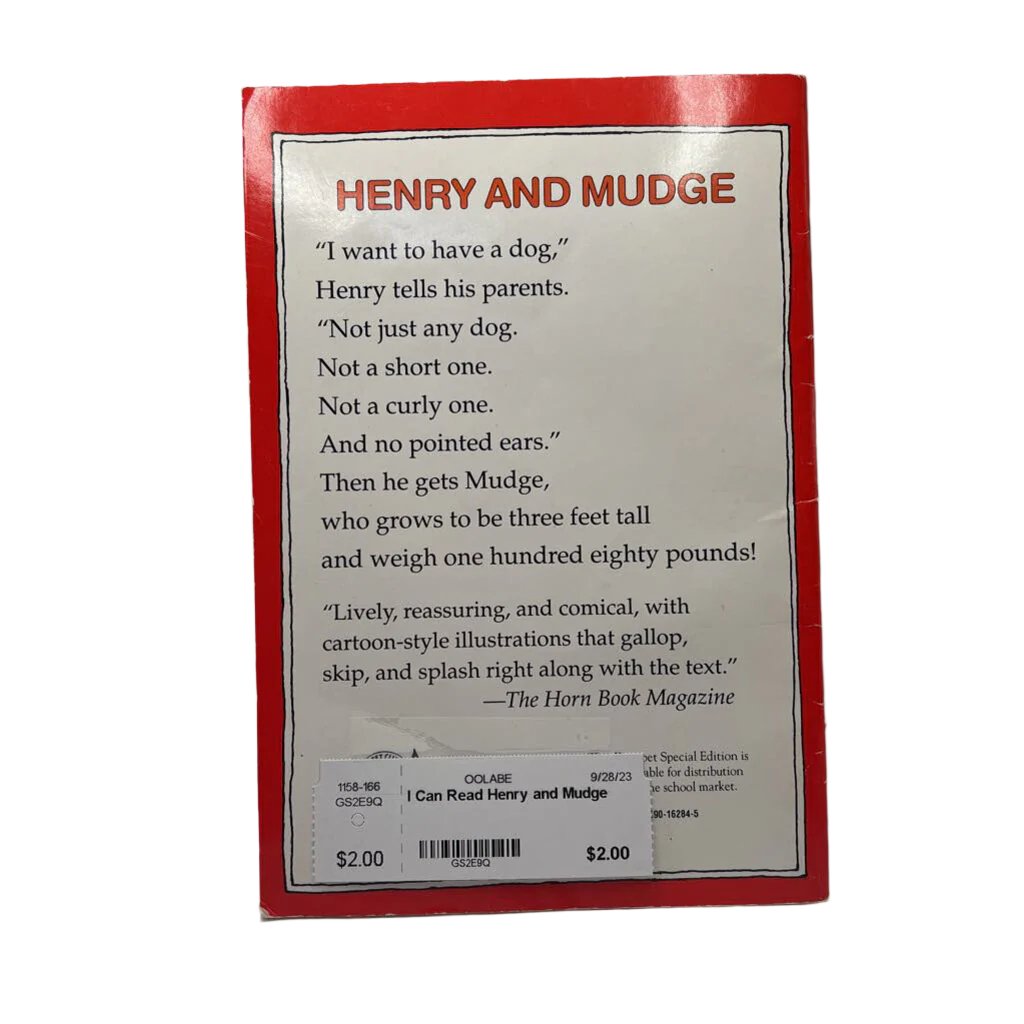 HENRY AND MUDGE
“I want to have a dog,”
Henry tells his parents.
“Not just any dog.
Not a short one.
Not a curly one.
And no pointed ears.”
Then he gets Mudge,
who grows to be three feet tall
and weigh one hundred eighty pounds!
“Lively, reassuring, and comical, with
cartoon-style illustrations that gallop,
skip, and splash right along with the text.”
—The Horn Book Magazine
Special Edition is
for distribution
school market.
90-16284-5
1158-166
GS2E9Q
$2.00
OOLABE 9/28/23
I Can Read Henry and Mudge
GS2E9Q
$2.00